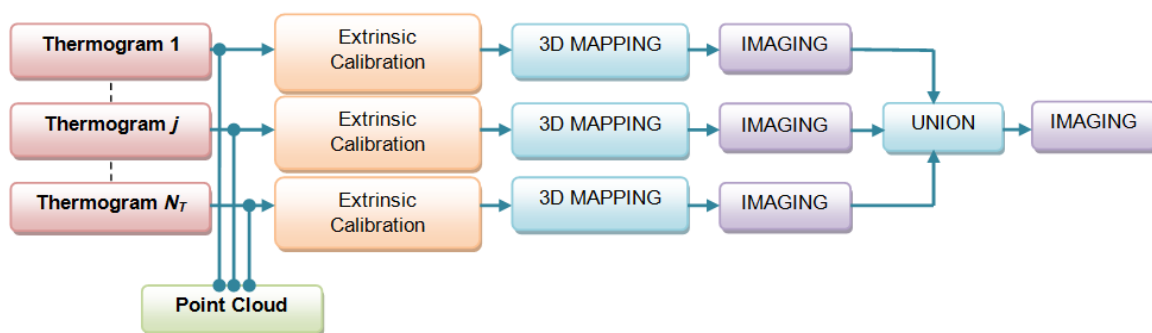 Thermogram 1
Extrinsic
Calibration
3D MAPPING
IMAGING
Thermogram j
Extrinsic
Calibration
3D MAPPING
IMAGING
UNION
IMAGING
Thermogram N_T
Extrinsic
Calibration
3D MAPPING
IMAGING
Point Cloud